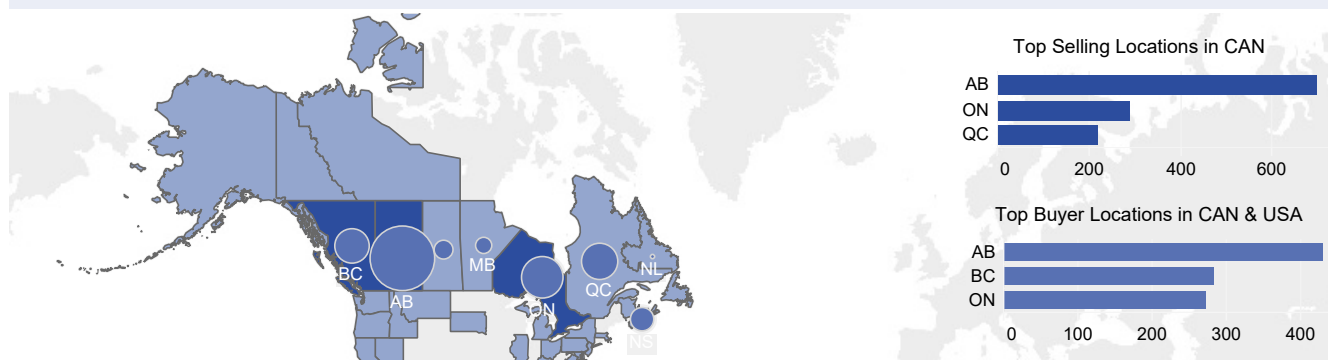 Top Selling Locations in CAN
AB
ON
QC
0 200 400 600
Top Buyer Locations in CAN & USA
AB
BC
ON
0 100 200 300 400
BC
AB
MB
ON
QC
NL
NS